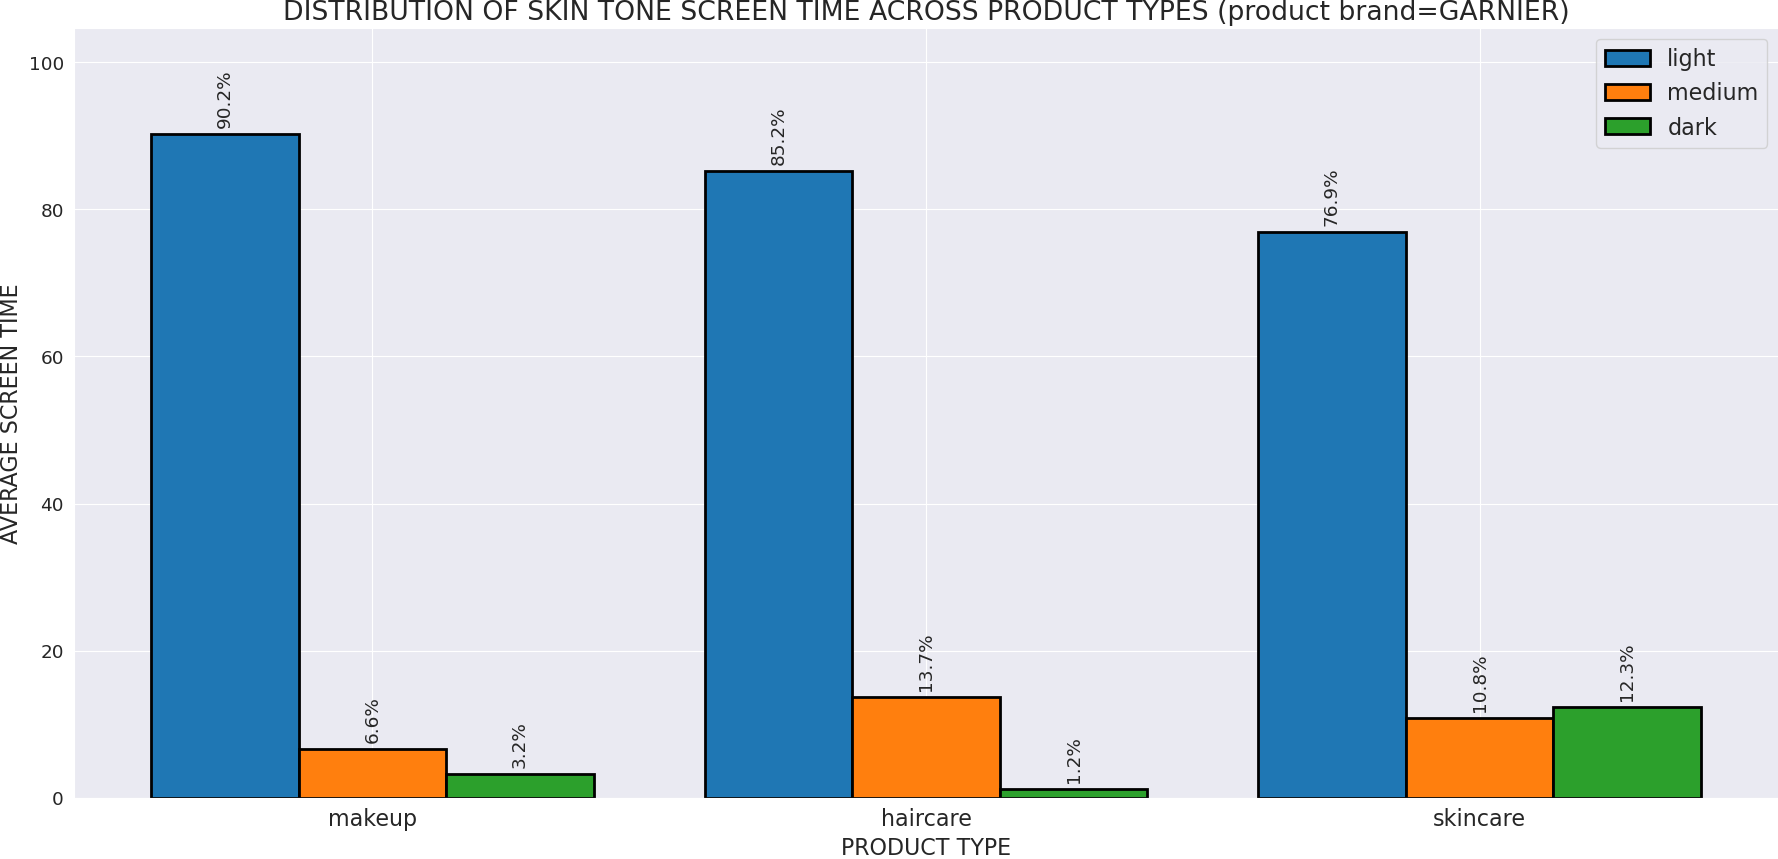 DISTRIBUTION OF SKIN TONE SCREEN TIME ACROSS PRODUCT TYPES (product brand=GARNIER)
light
medium
dark
AVERAGE SCREEN TIME
100
80
60
40
20
0
90.2%
6.6%
3.2%
85.2%
13.7%
1.2%
76.9%
10.8%
12.3%
makeup
haircare
skincare
PRODUCT TYPE